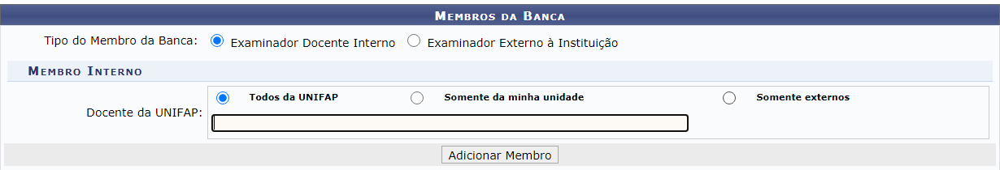 Membros da Banca
Tipo do Membro da Banca: Examinador Docente Interno Examinador Externo à Instituição
Membro Interno
Todos da UNIFAP Somente da minha unidade Somente externos
Docente da UNIFAP:
Adicionar Membro